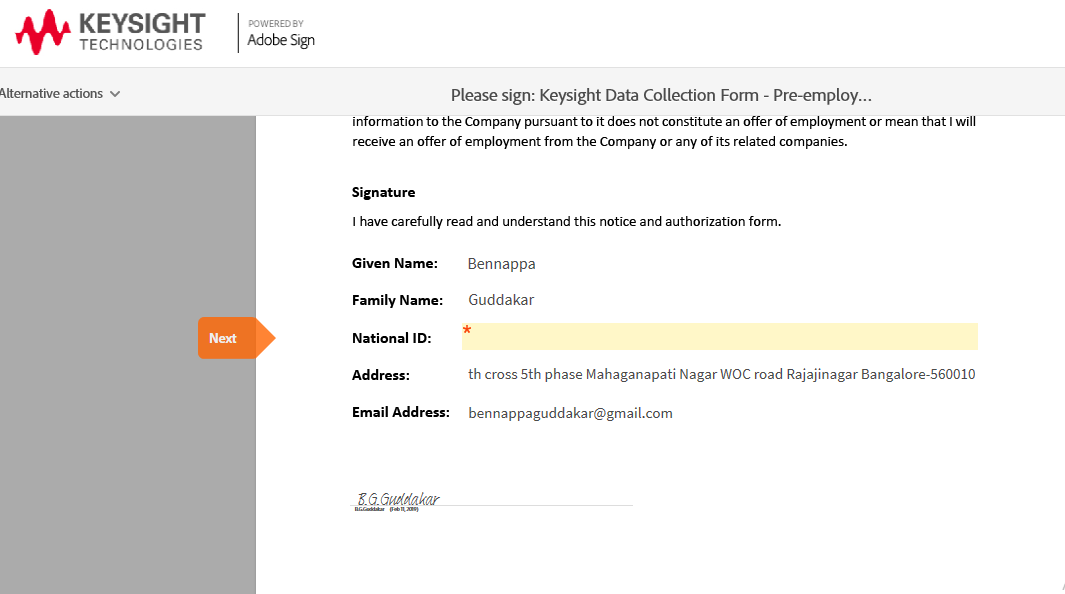 KEYSIGHT
TECHNOLOGIES
POWERED BY
Adobe Sign
Alternative actions
Please sign: Keysight Data Collection Form - Pre-employ...
information to the Company pursuant to it does not constitute an offer of employment or mean that I will
receive an offer of employment from the Company or any of its related companies.
Signature
I have carefully read and understand this notice and authorization form.
Given Name: Bennappa
Family Name: Guddakar
Next
National ID: *
Address: th cross 5th phase Mahaganapati Nagar WOC road Rajajinagar Bangalore-560010
Email Address: bennappaguddakar@gmail.com
B.G.Guddakar
B.G.Guddakar (Feb 11, 2019)